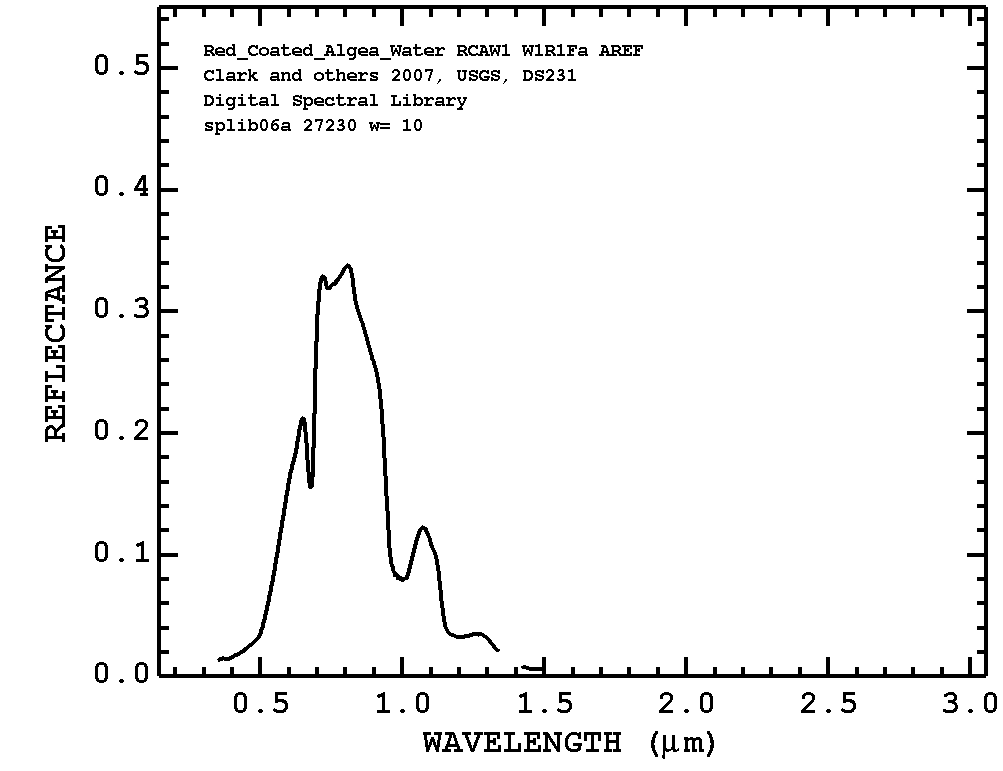 Red_Coated_Algea_Water RCAW1 W1R1Fa AREF
Clark and others 2007, USGS, DS231
Digital Spectral Library
splib06a 27230 w= 10
0.5
0.4
0.3
0.2
0.1
0.0
REFLECTANCE
0.5 1.0 1.5 2.0 2.5 3.0
WAVELENGTH (μm)